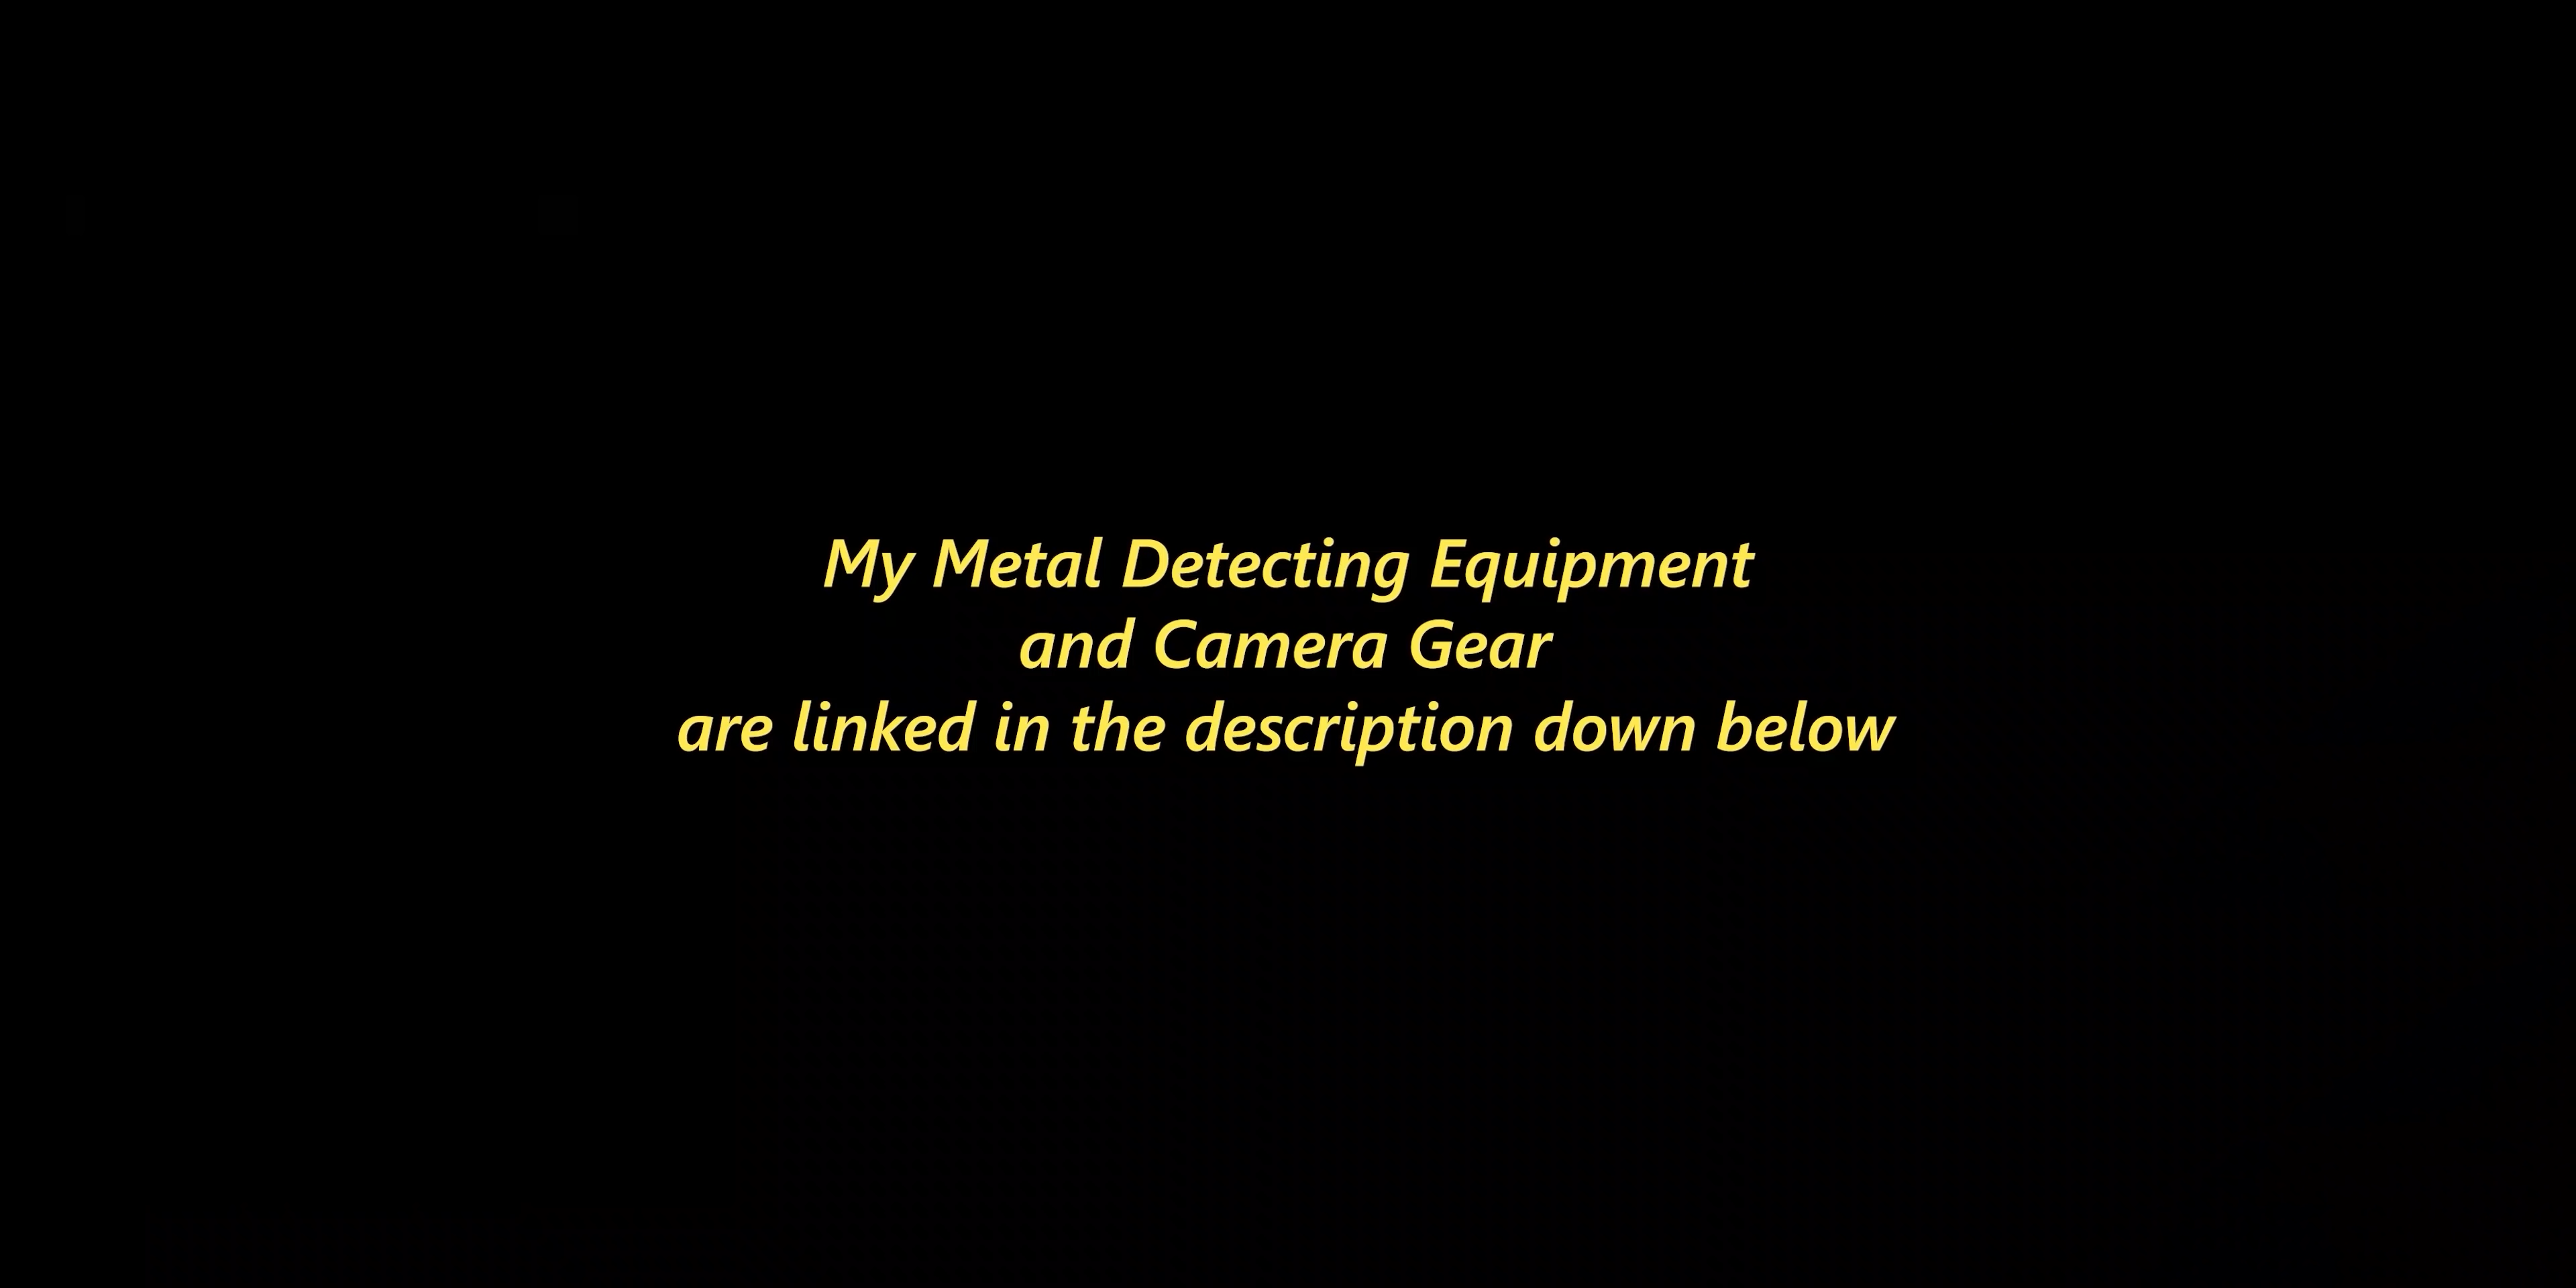 My Metal Detecting Equipment
and Camera Gear
are linked in the description down below